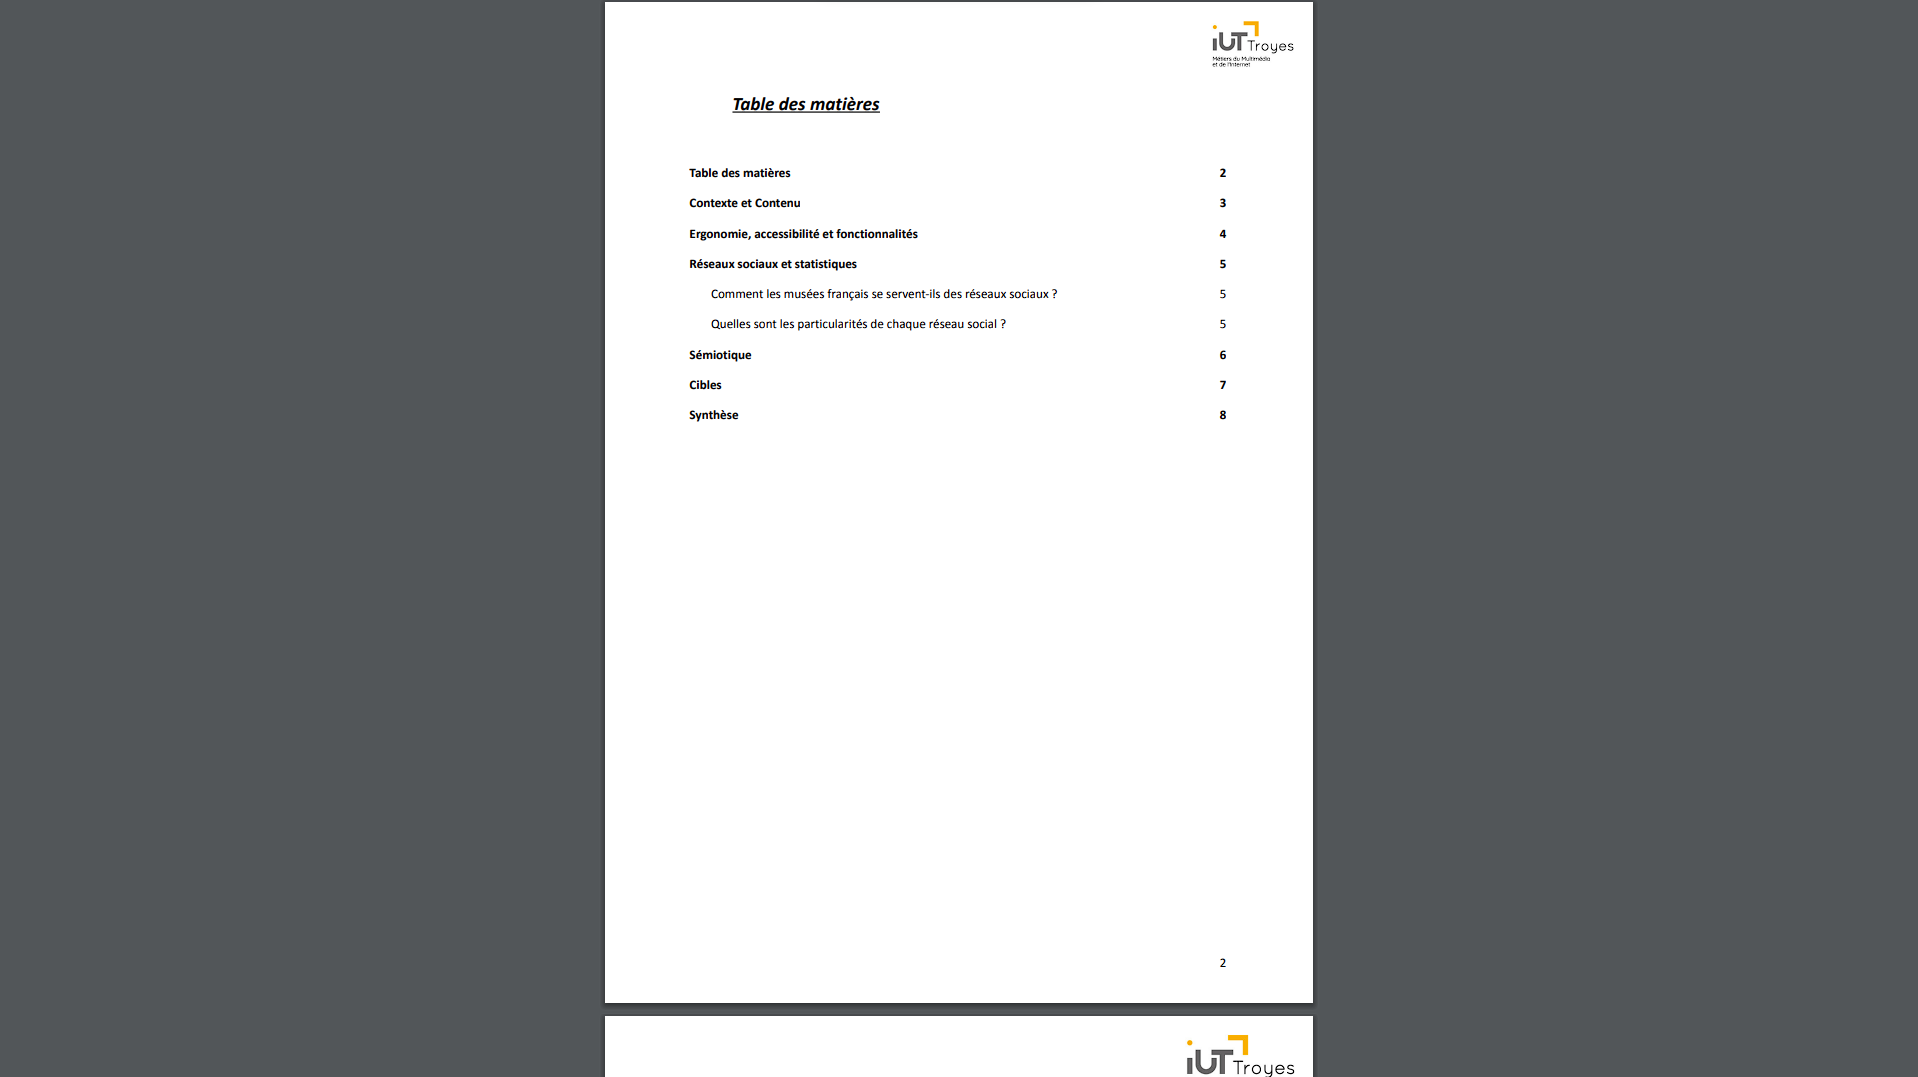 iUT Troyes
Métiers du Multimédia
et de l'Internet
Table des matières
Table des matières 2
Contexte et Contenu 3
Ergonomie, accessibilité et fonctionnalités 4
Réseaux sociaux et statistiques 5
Comment les musées français se servent-ils des réseaux sociaux ? 5
Quelles sont les particularités de chaque réseau social ? 5
Sémiotique 6
Cibles 7
Synthèse 8
2
iUT Troyes